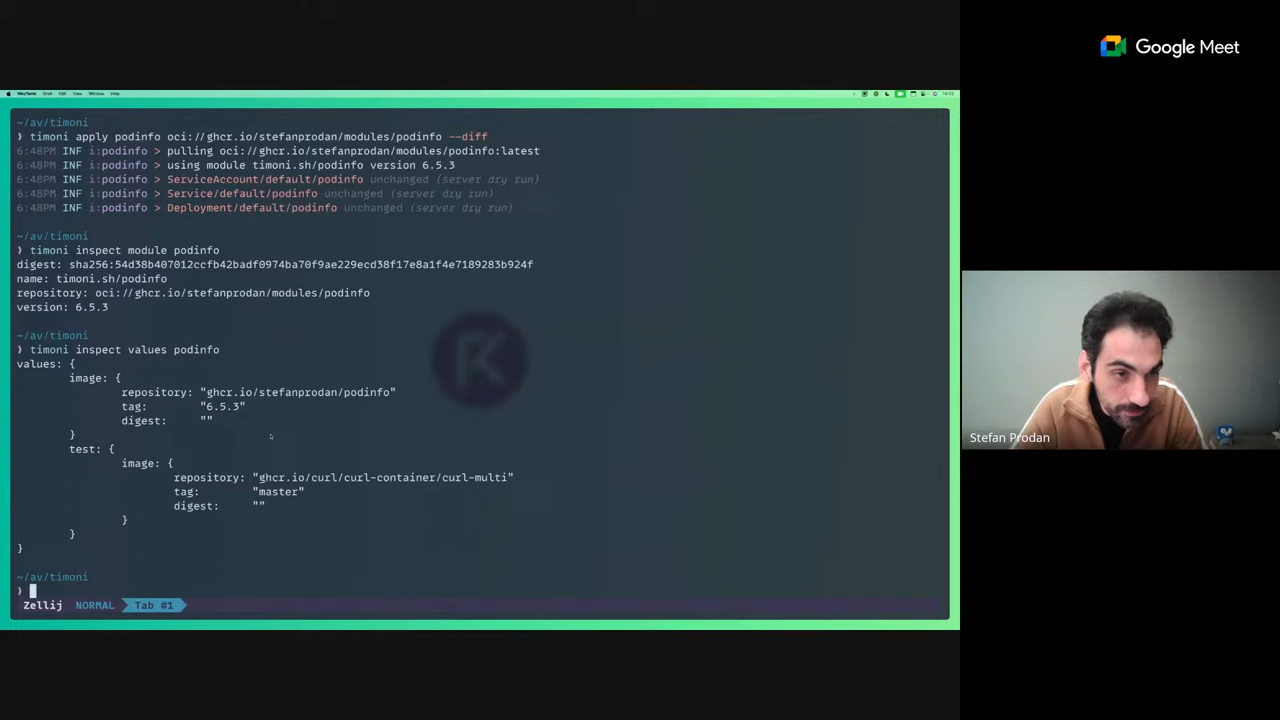 Google Meet
WezTerm Shell Edit View Window Help
~/av/timoni
❯ timoni apply podinfo oci://ghcr.io/stefanprodan/modules/podinfo --diff
6:48PM INF i:podinfo > pulling oci://ghcr.io/stefanprodan/modules/podinfo:latest
6:48PM INF i:podinfo > using module timoni.sh/podinfo version 6.5.3
6:48PM INF i:podinfo > ServiceAccount/default/podinfo unchanged (server dry run)
6:48PM INF i:podinfo > Service/default/podinfo unchanged (server dry run)
6:48PM INF i:podinfo > Deployment/default/podinfo unchanged (server dry run)
~/av/timoni
❯ timoni inspect module podinfo
digest: sha256:54d38b407012ccfb42badf0974ba70f9ae229ecd38f17e8a1f4e7189283b924f
name: timoni.sh/podinfo
repository: oci://ghcr.io/stefanprodan/modules/podinfo
version: 6.5.3
~/av/timoni
❯ timoni inspect values podinfo
values: {
image: {
repository: "ghcr.io/stefanprodan/podinfo"
tag: "6.5.3"
digest: ""
}
test: {
image: {
repository: "ghcr.io/curl/curl-container/curl-multi"
tag: "master"
digest: ""
}
}
}
~/av/timoni
❯
Zellij NORMAL Tab #1
Stefan Prodan